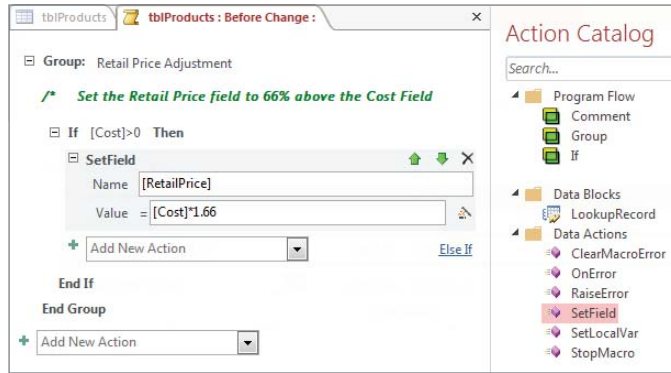 tblProducts tblProducts : Before Change : ×
Group: Retail Price Adjustment
/* Set the Retail Price field to 66% above the Cost Field
If [Cost]>0 Then
SetField
Name [RetailPrice]
Value = [Cost]*1.66
Add New Action Else If
End If
End Group
Add New Action
Action Catalog
Search...
Program Flow
Comment
Group
If
Data Blocks
LookupRecord
Data Actions
ClearMacroError
OnError
RaiseError
SetField
SetLocalVar
StopMacro